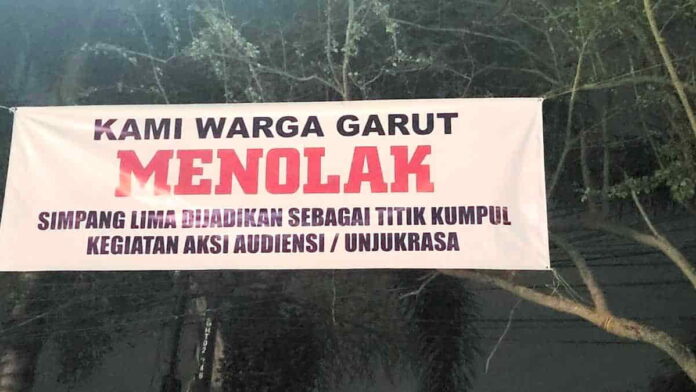 KAMI WARGA GARUT
MENOLAK
SIMPANG LIMA DIJADIKAN SEBAGAI TITIK KUMPUL
KEGIATAN AKSI AUDIENSI / UNJUKRASA